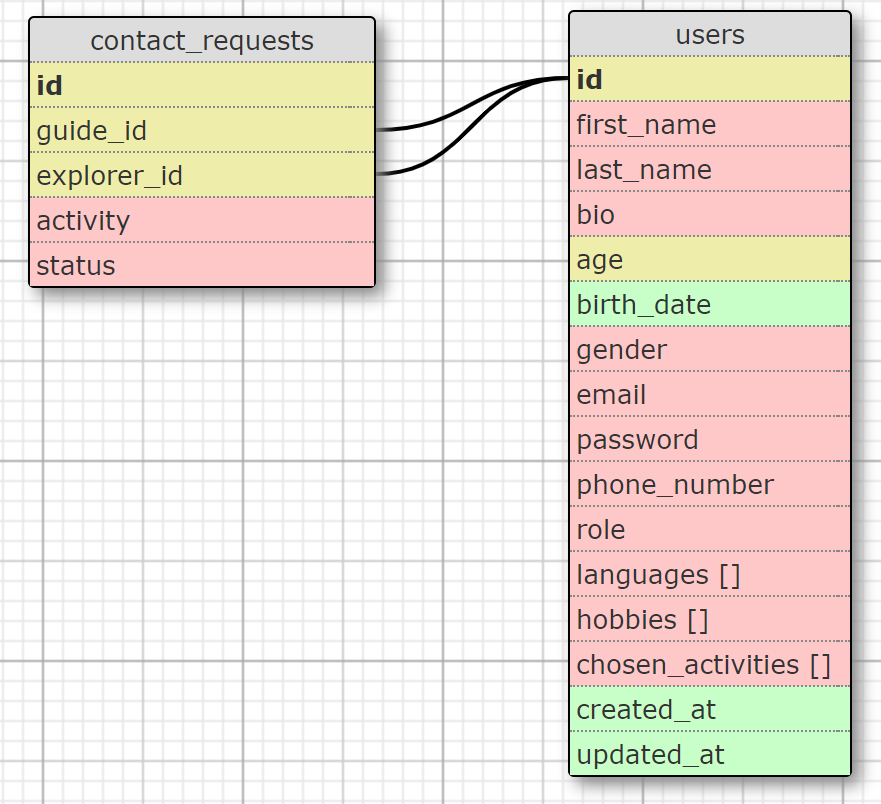 contact_requests
id
guide_id
explorer_id
activity
status
users
id
first_name
last_name
bio
age
birth_date
gender
email
password
phone_number
role
languages []
hobbies []
chosen_activities []
created_at
updated_at